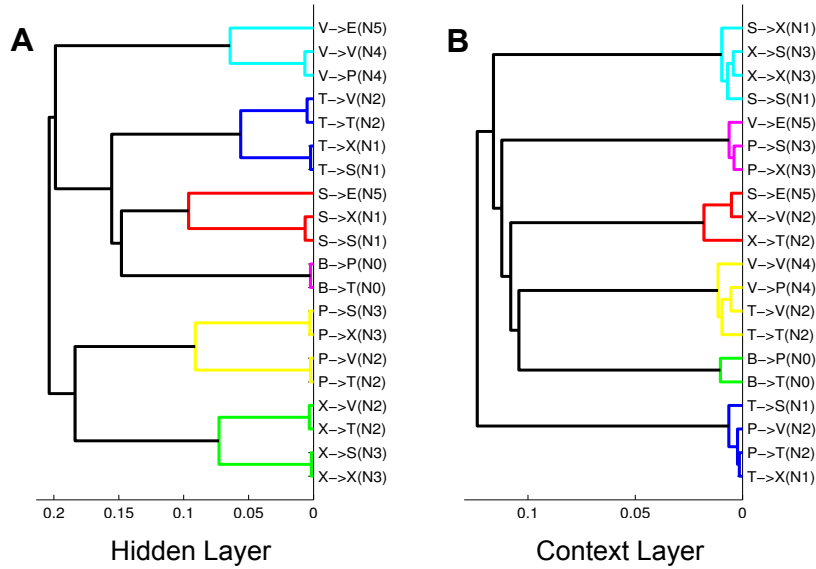 A
V->E(N5)
V->V(N4)
V->P(N4)
T->V(N2)
T->T(N2)
T->X(N1)
T->S(N1)
S->E(N5)
S->X(N1)
S->S(N1)
B->P(N0)
B->T(N0)
P->S(N3)
P->X(N3)
P->V(N2)
P->T(N2)
X->V(N2)
X->T(N2)
X->S(N3)
X->X(N3)
0.2 0.15 0.1 0.05 0
Hidden Layer
B
S->X(N1)
X->S(N3)
X->X(N3)
S->S(N1)
V->E(N5)
P->S(N3)
P->X(N3)
S->E(N5)
X->V(N2)
X->T(N2)
V->V(N4)
V->P(N4)
T->V(N2)
T->T(N2)
B->P(N0)
B->T(N0)
T->S(N1)
P->V(N2)
P->T(N2)
T->X(N1)
0.1 0.05 0
Context Layer